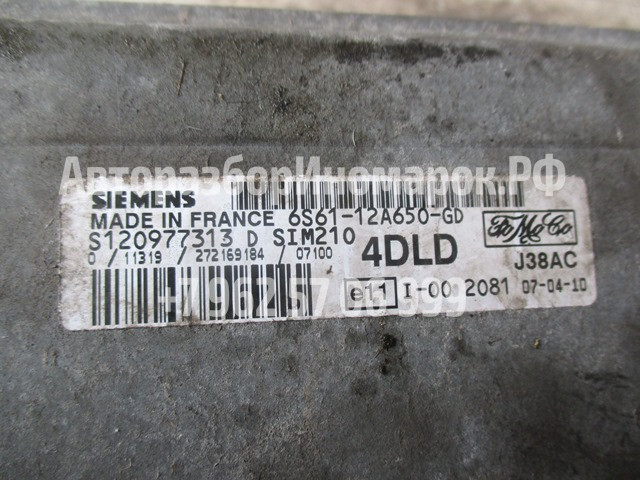 АвторазборИномарок.РФ
SIEMENS
MADE IN FRANCE 6S61-12A650-GD
S120977313 D SIM210
0 / 11319 / 272169184 / 07100
4DLD
FoMoCo
J38AC
e11 I-00 2081 07-04-10